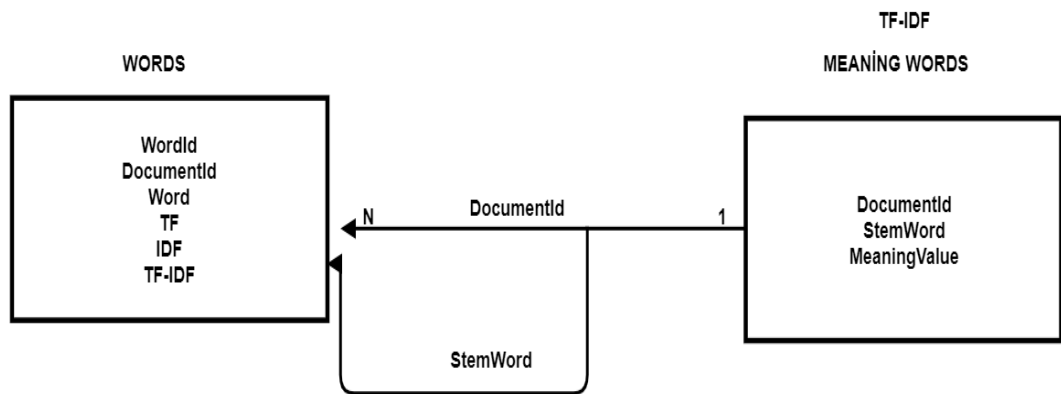 TF-IDF
WORDS
MEANİNG WORDS
WordId
DocumentId
Word
TF
IDF
TF-IDF
N
DocumentId
1
StemWord
DocumentId
StemWord
MeaningValue